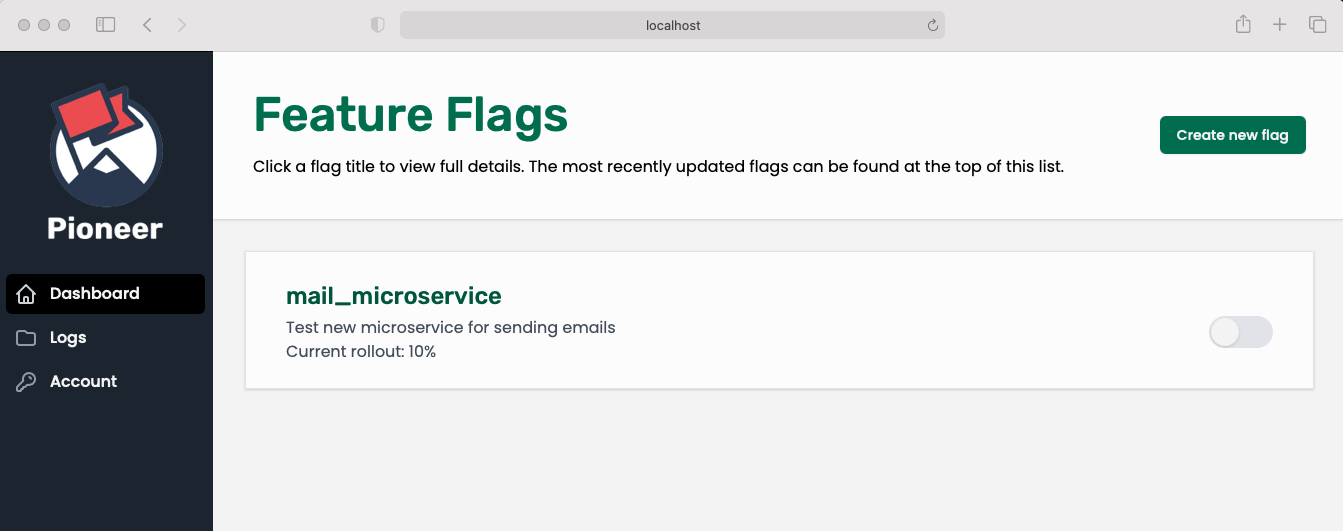 localhost
Pioneer
Dashboard
Logs
Account
Feature Flags
Click a flag title to view full details. The most recently updated flags can be found at the top of this list.
Create new flag
mail_microservice
Test new microservice for sending emails
Current rollout: 10%